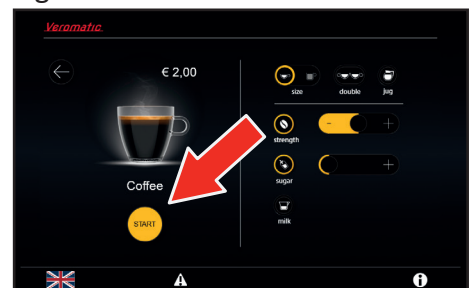 Veromatic.
€ 2,00
size
double
jug
strength
- +
sugar
+
Coffee
START
milk